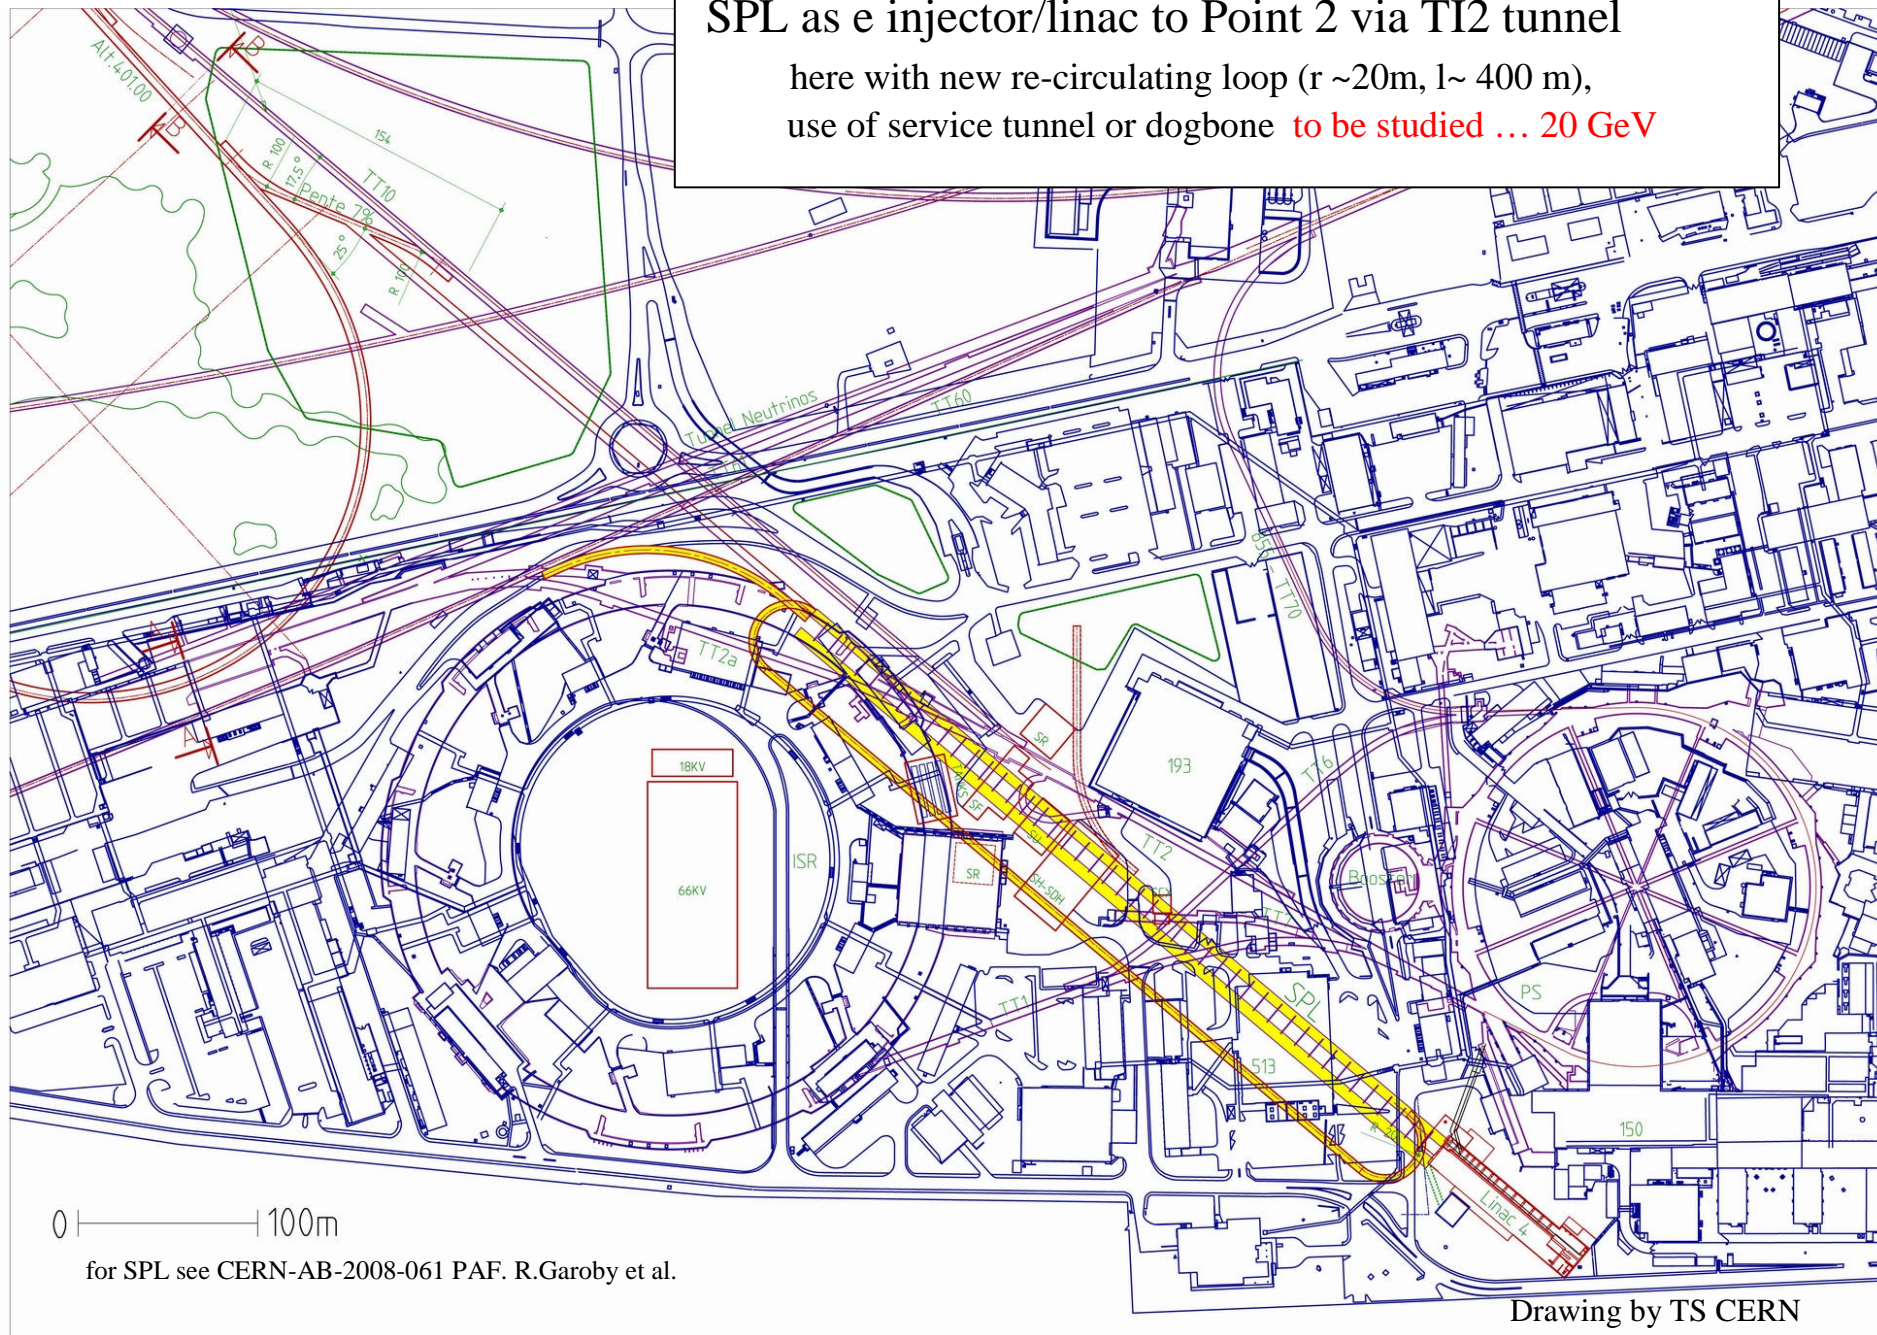 SPL as e injector/linac to Point 2 via TI2 tunnel
here with new re-circulating loop (r ~20m, l~ 400 m),
use of service tunnel or dogbone to be studied … 20 GeV
Alt.401.00
B
B
154
R 100
17.5°
TT10
Pente 7%
25°
R 100
Tunnel Neutrinos
TT60
TT70
A
A
TT2a
SR
18KV
193
TT6
66KV
ISR
SR
TT2
Booster
SH-SDH
SPL
PS
TT1
513
150
Linac 4
0
100m
for SPL see CERN-AB-2008-061 PAF. R.Garoby et al.
Drawing by TS CERN